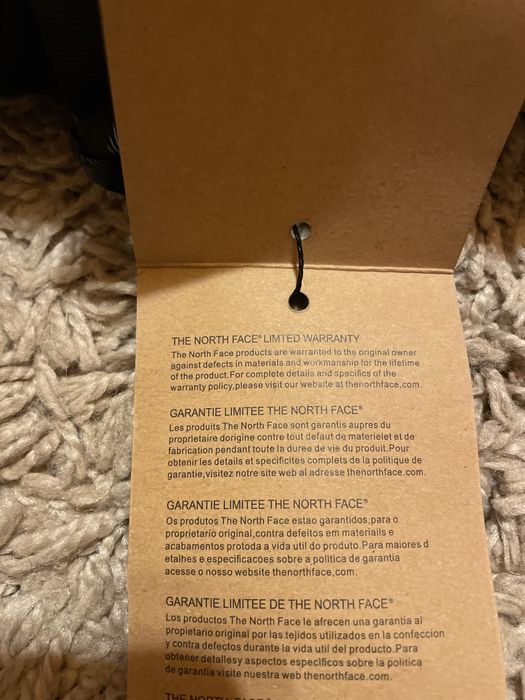 THE NORTH FACE® LIMTED WARRANTY
The North Face products are warranted to the original owner
against defects in materials and workmanship for the lifetime
of the product.For complete details and specifics of the
warranty policy,please visit our website at thenorthface.com.
GARANTIE LIMITEE THE NORTH FACE®
Les produits The North Face sont garantis aupres du
proprietaire dorigine contre tout defaut de materielet et de
fabrication pendant toute la duree de vie du produit.Pour
obtenir les details et specificites complets de la politique de
garantie,visitez notre site web al adresse thenorthface.com.
GARANTIE LIMITEE THE NORTH FACE®
Os produtos The North Face estao garantidos,para o
proprietario original,contra defeitos em materialis e
acabamentos protoda a vida util do produto.Para maiores d
etalhes e especificacoes sobre a politica de garantia
acesse o nosso website thenorthface,com.
GARANTIE LIMITEE DE THE NORTH FACE®
Los productos The North Face le afrecen una garantia al
propietario original por las tejidos utilizados en la confeccion
y contra defectos durante la vida util del producto.Para
obtener detallesy aspectos especificos sobre la politica
de garantia visite nuestra web thenorthface.com.
THE NORTH FACE®